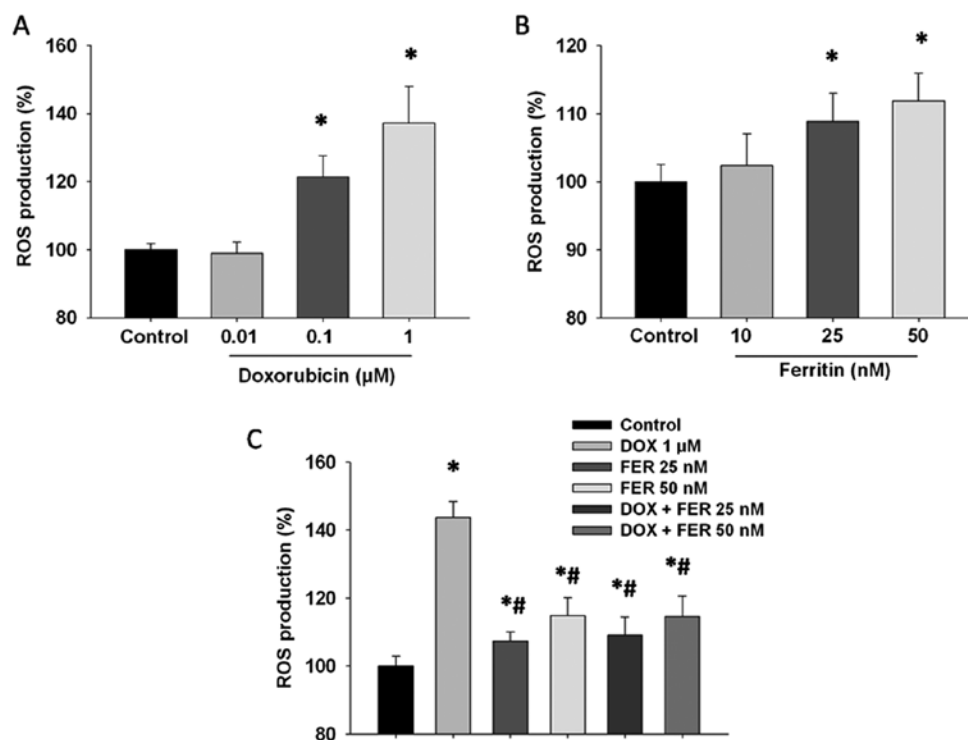 A
160
140
120
100
80
ROS production (%)
*
*
Control 0.01 0.1 1
Doxorubicin (µM)
B
120
110
100
90
80
ROS production (%)
*
*
Control 10 25 50
Ferritin (nM)
C
Control
DOX 1 µM
FER 25 nM
FER 50 nM
DOX + FER 25 nM
DOX + FER 50 nM
160
140
120
100
80
ROS production (%)
*
*#
*#
*#
*#